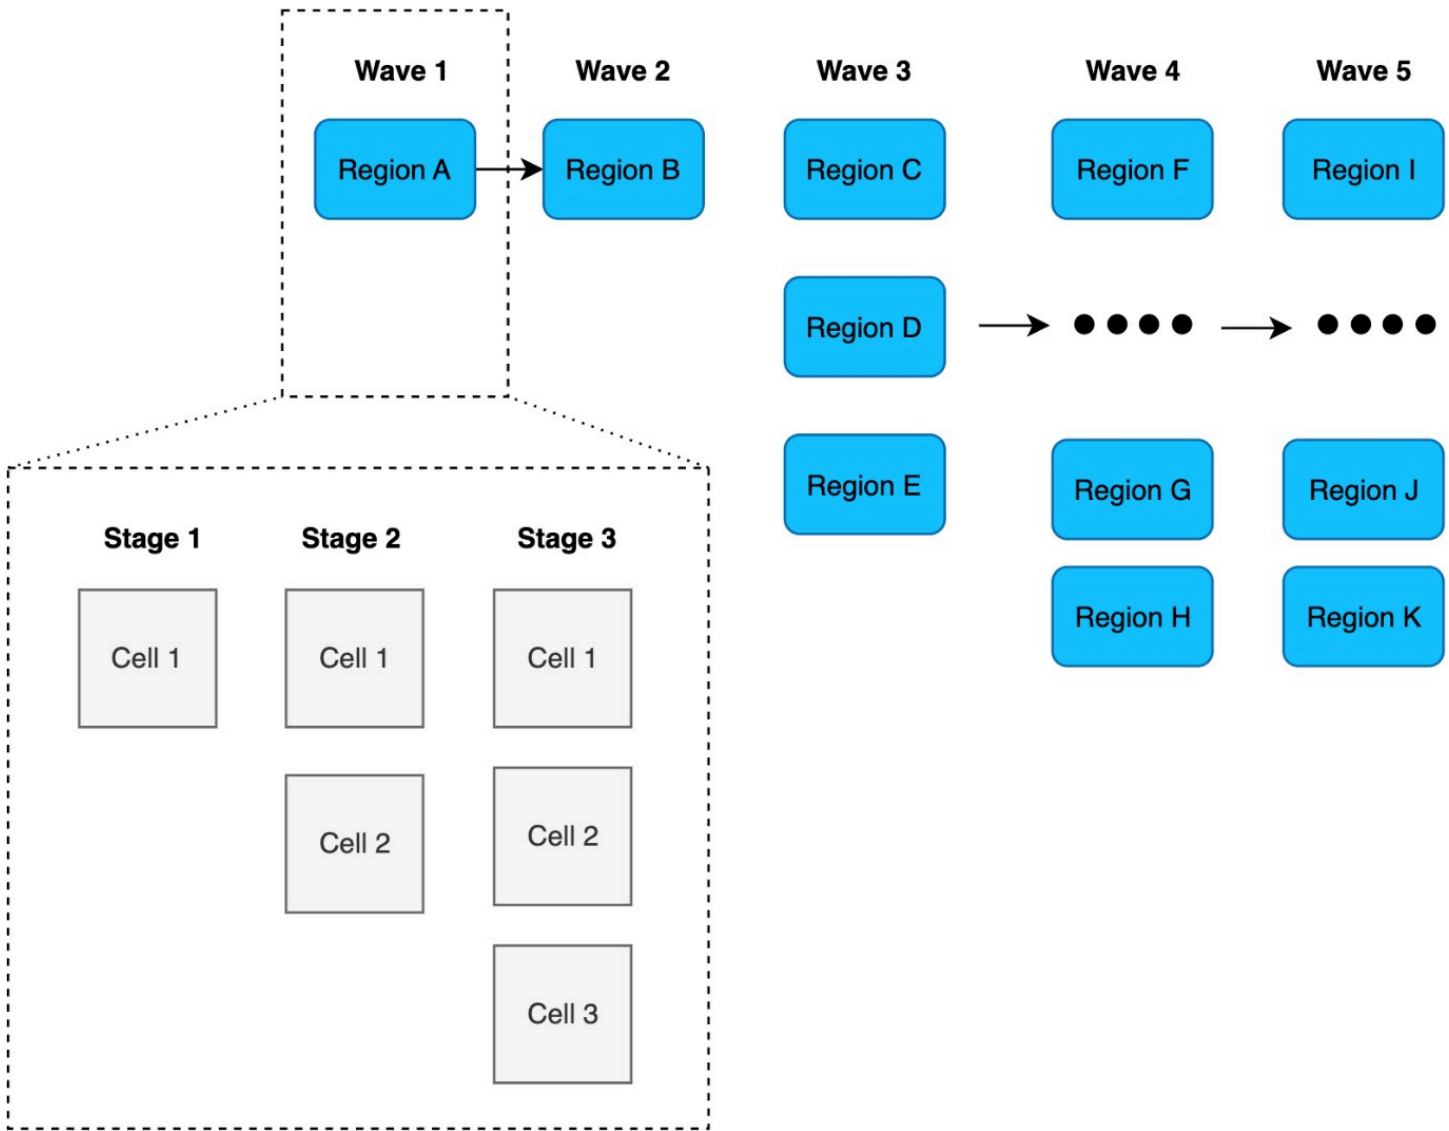 Wave 1
Wave 2
Wave 3
Wave 4
Wave 5
Region A
Region B
Region C
Region F
Region I
Region D
Region E
Region G
Region J
Region H
Region K
Stage 1
Stage 2
Stage 3
Cell 1
Cell 1
Cell 1
Cell 2
Cell 2
Cell 3